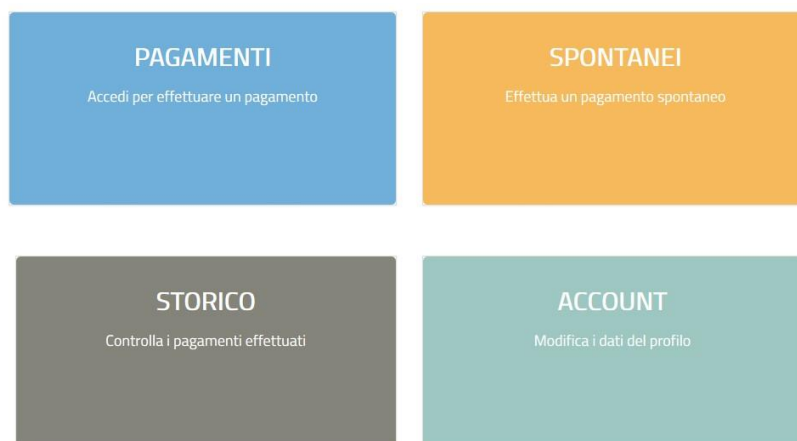 PAGAMENTI
Accedi per effettuare un pagamento
SPONTANEI
Effettua un pagamento spontaneo
STORICO
Controlla i pagamenti effettuati
ACCOUNT
Modifica i dati del profilo